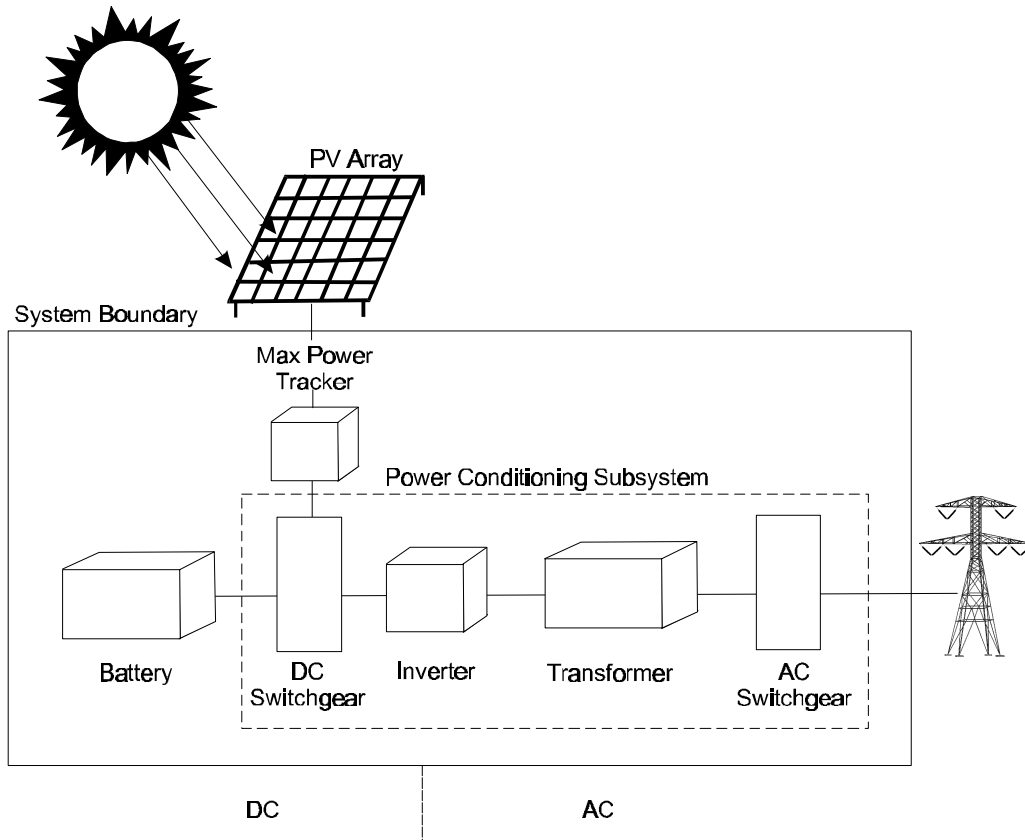 PV Array
System Boundary
Max Power
Tracker
Power Conditioning Subsystem
Battery
DC
Switchgear
Inverter
Transformer
AC
Switchgear
DC
AC